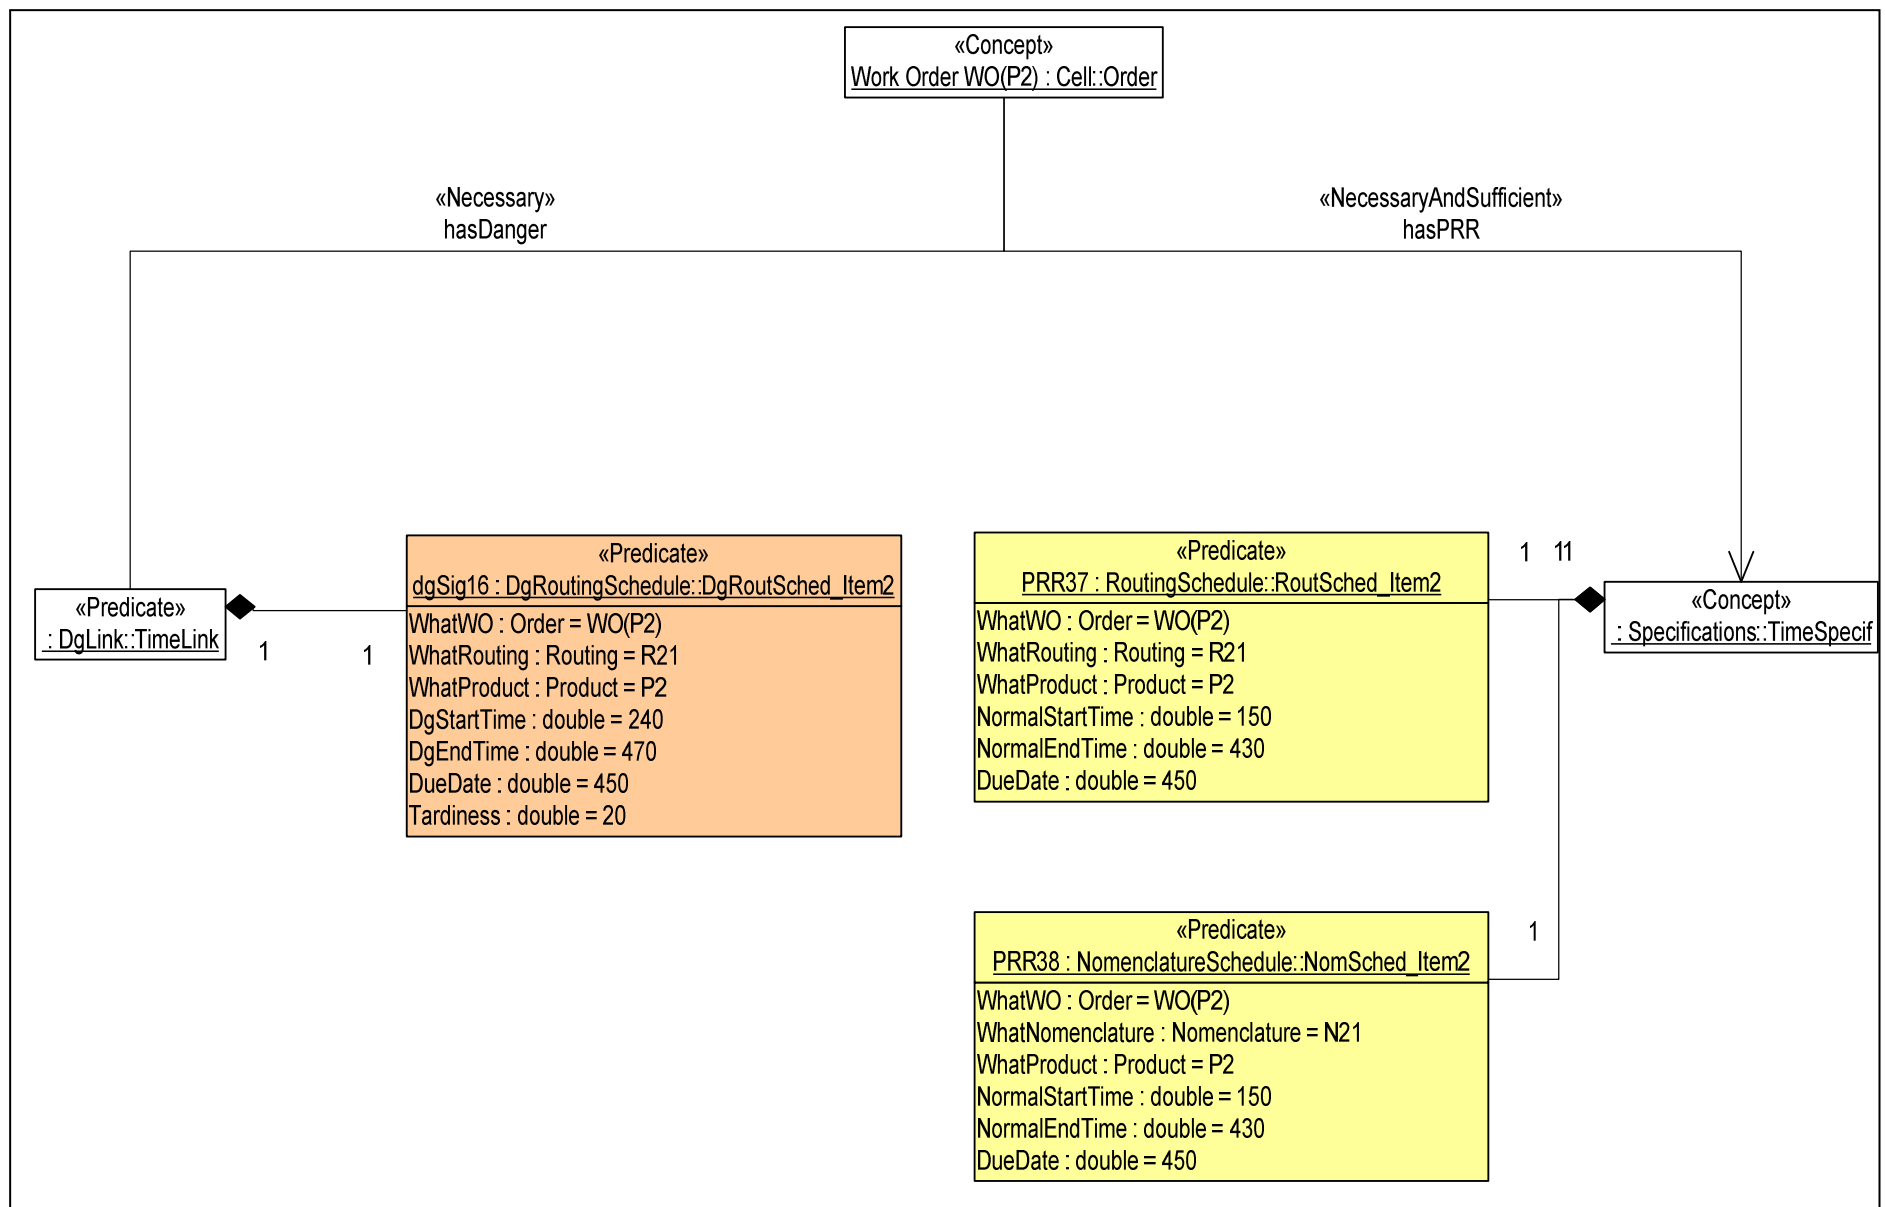 «Concept»
Work Order WO(P2) : Cell::Order
«Necessary»
hasDanger
«NecessaryAndSufficient»
hasPRR
«Predicate»
: DgLink::TimeLink
1
1
«Predicate»
dgSig16 : DgRoutingSchedule::DgRoutSched_Item2
WhatWO : Order = WO(P2)
WhatRouting : Routing = R21
WhatProduct : Product = P2
DgStartTime : double = 240
DgEndTime : double = 470
DueDate : double = 450
Tardiness : double = 20
«Predicate»
PRR37 : RoutingSchedule::RoutSched_Item2
WhatWO : Order = WO(P2)
WhatRouting : Routing = R21
WhatProduct : Product = P2
NormalStartTime : double = 150
NormalEndTime : double = 430
DueDate : double = 450
1
11
«Concept»
: Specifications::TimeSpecif
«Predicate»
PRR38 : NomenclatureSchedule::NomSched_Item2
WhatWO : Order = WO(P2)
WhatNomenclature : Nomenclature = N21
WhatProduct : Product = P2
NormalStartTime : double = 150
NormalEndTime : double = 430
DueDate : double = 450
1